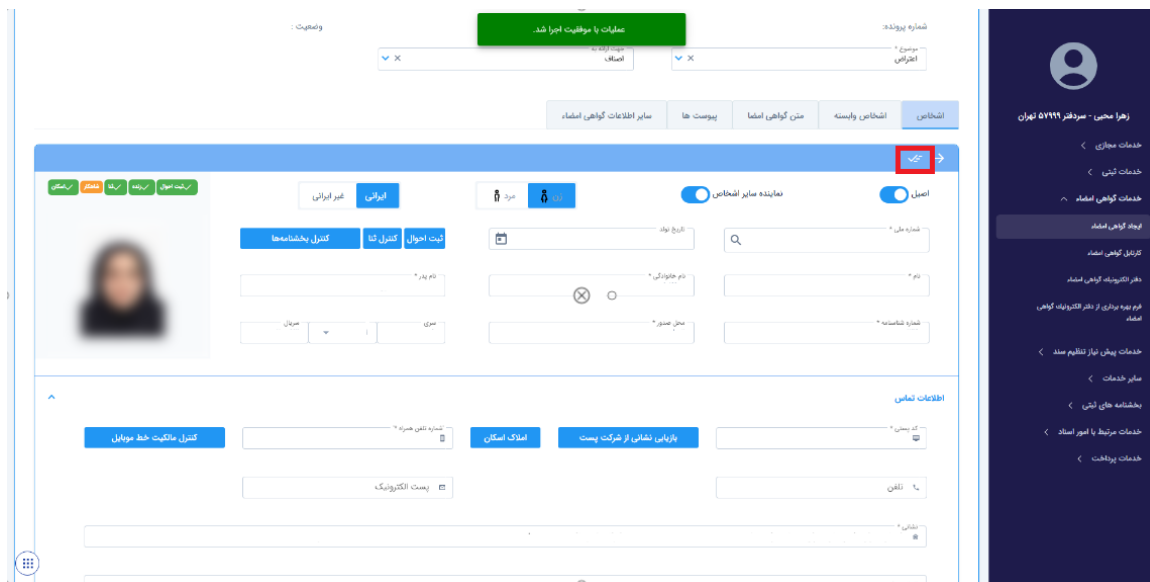 عملیات با موفقیت اجرا شد.
شماره پرونده:
وضعیت :
موضوع *
اعتراض
جهت ارائه به
اصناف
اشخاص
اشخاص وابسته
متن گواهی امضا
پیوست ها
سایر اطلاعات گواهی امضاء
اصیل
نماینده سایر اشخاص
زن
مرد
ایرانی
غیر ایرانی
ثبت احوال
زنده
ثنا
شاهکار
اسکان
شماره ملی *
تاریخ تولد
ثبت احوال
کنترل ثنا
کنترل بخشنامه‌ها
نام *
نام خانوادگی *
نام پدر *
شماره شناسنامه *
محل صدور *
سری
سریال
اطلاعات تماس
کد پستی *
بازیابی نشانی از شرکت پست
املاک اسکان
شماره تلفن همراه *
کنترل مالکیت خط موبایل
تلفن
پست الکترونیک
نشانی *
زهرا محبی - سردفتر ۵۷۹۹۹ تهران
خدمات مجازی
خدمات ثبتی
خدمات گواهی امضاء
ایجاد گواهی امضاء
کارتابل گواهی امضاء
دفتر الکترونیک گواهی امضاء
فرم بهره برداری از دفتر الکترونیک گواهی
امضاء
خدمات پیش نیاز تنظیم سند
سایر خدمات
بخشنامه های ثبتی
خدمات مرتبط با امور اسناد
خدمات پرداخت